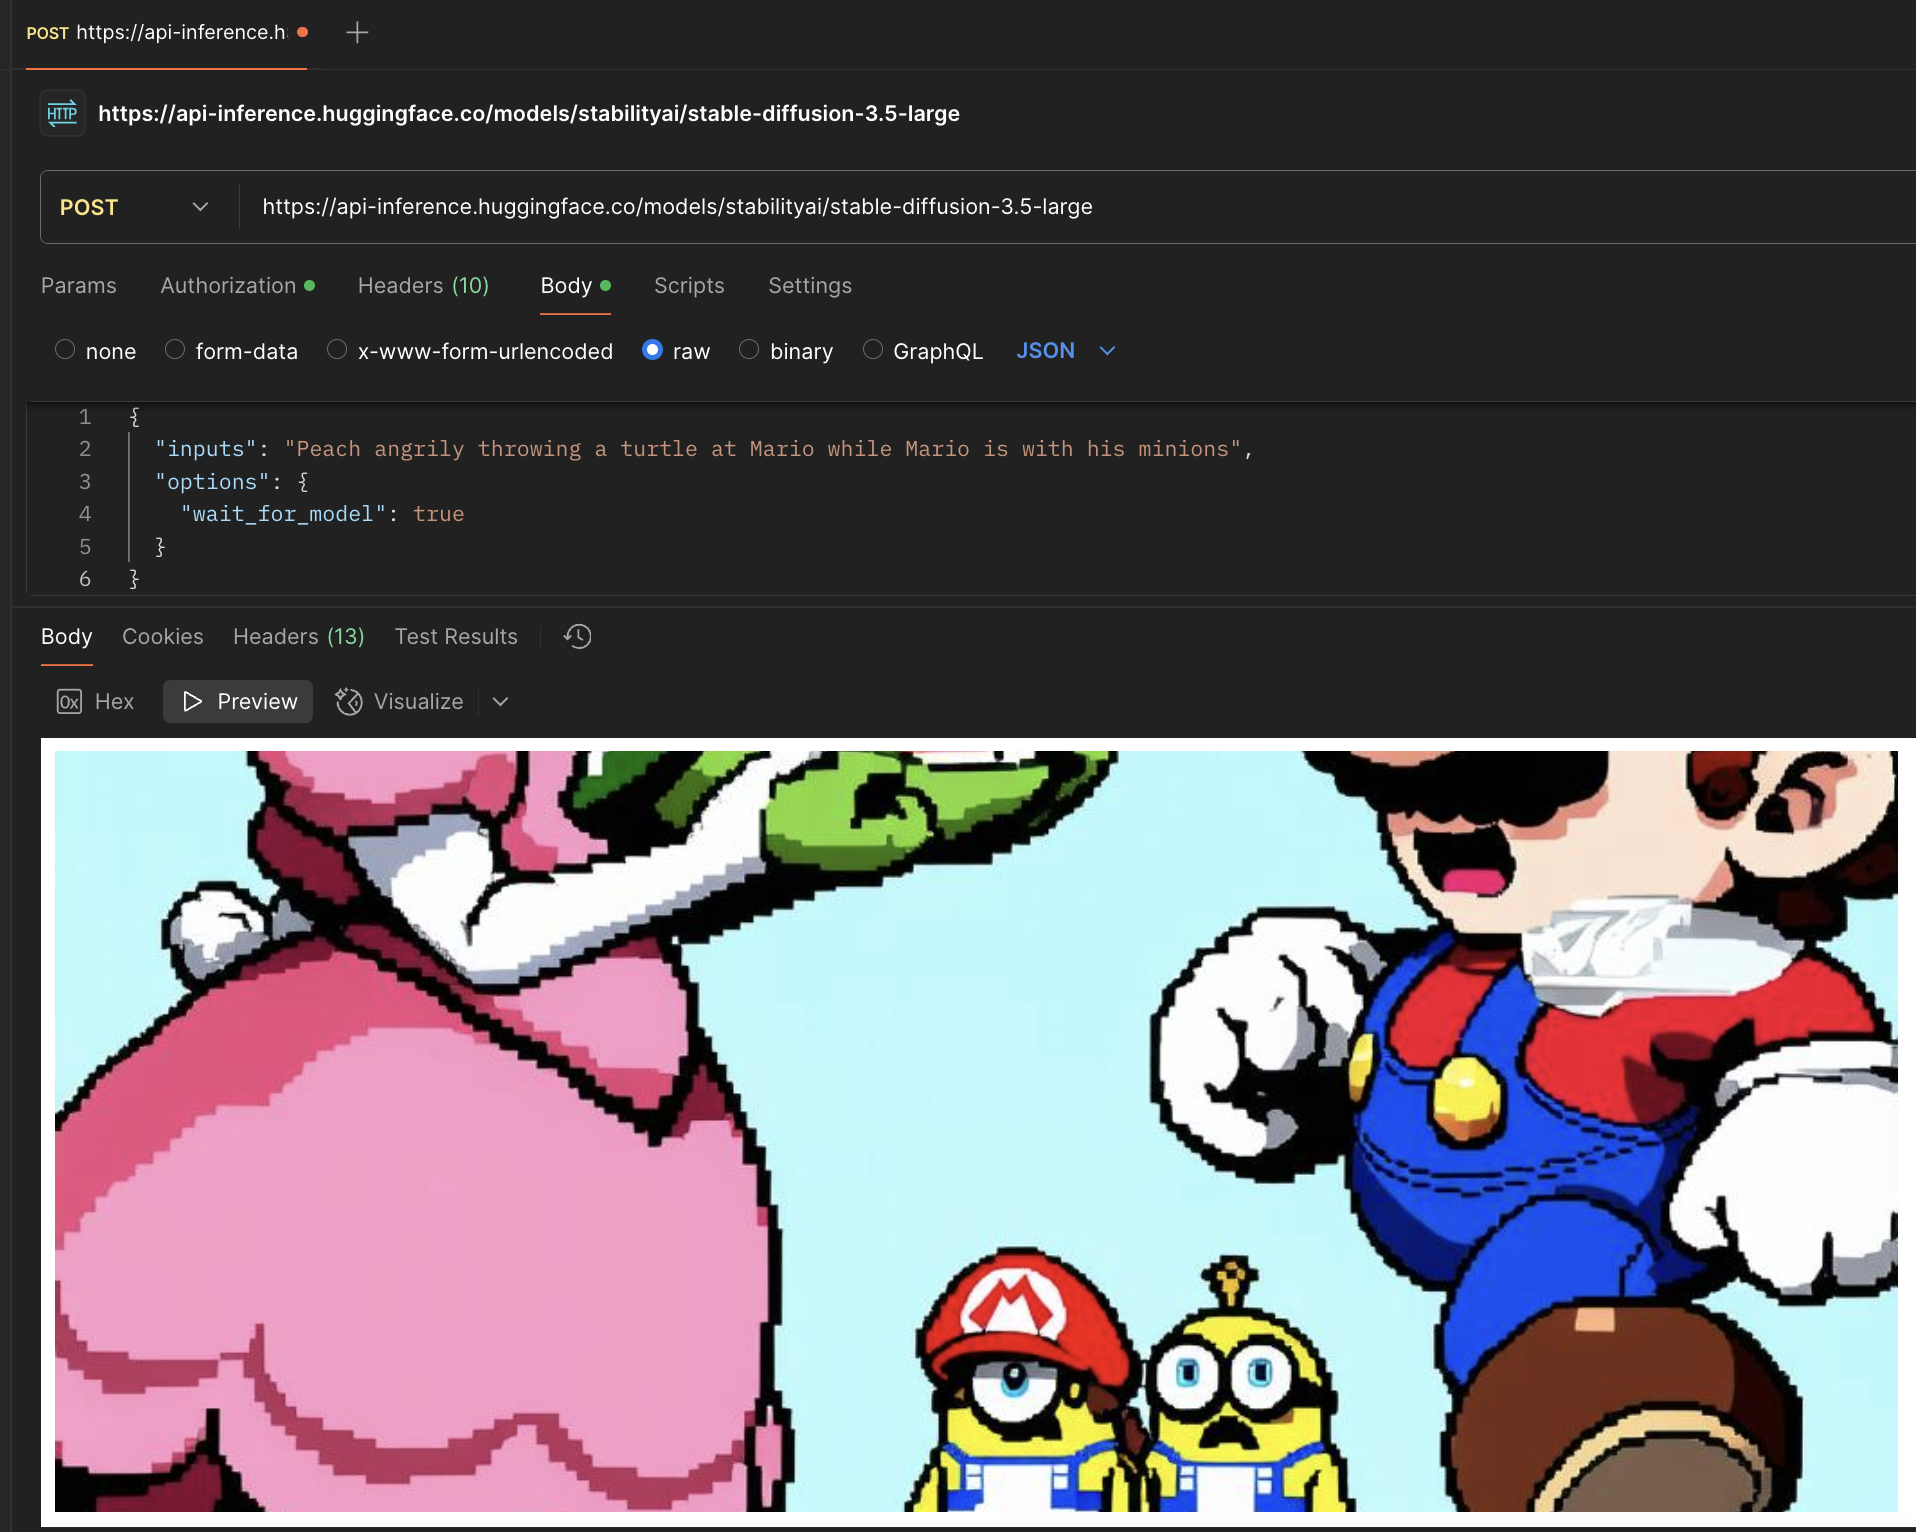 POST https://api-inference.h
HTTP https://api-inference.huggingface.co/models/stabilityai/stable-diffusion-3.5-large
POST https://api-inference.huggingface.co/models/stabilityai/stable-diffusion-3.5-large
Params Authorization Headers (10) Body Scripts Settings
none form-data x-www-form-urlencoded raw binary GraphQL JSON
1 {
2 "inputs": "Peach angrily throwing a turtle at Mario while Mario is with his minions",
3 "options": {
4 "wait_for_model": true
5 }
6 }
Body Cookies Headers (13) Test Results
0x Hex Preview Visualize
M